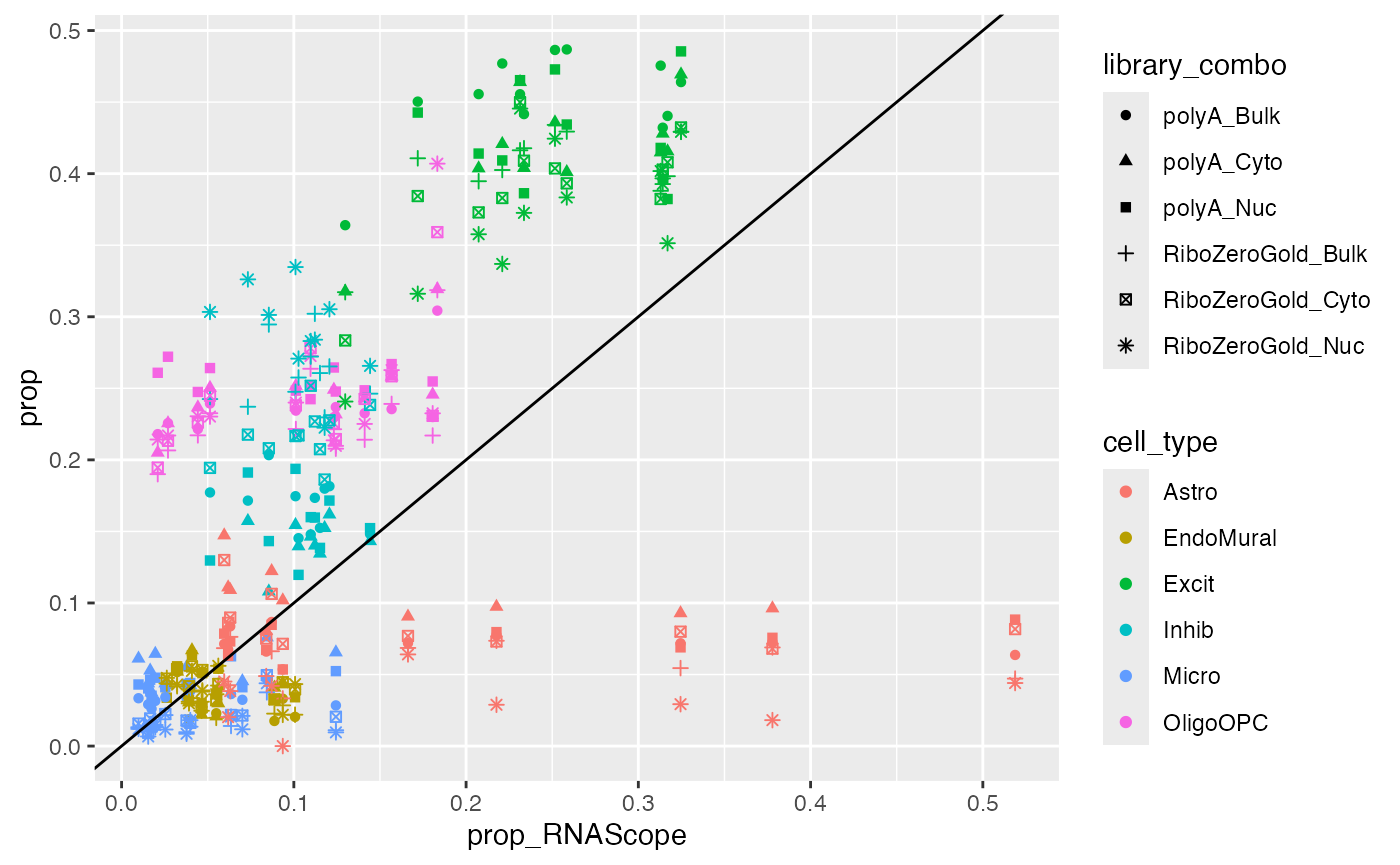 0.5
0.4
0.3
0.2
0.1
0.0
prop
0.0 0.1 0.2 0.3 0.4 0.5
prop_RNAScope
library_combo
polyA_Bulk
polyA_Cyto
polyA_Nuc
RiboZeroGold_Bulk
RiboZeroGold_Cyto
RiboZeroGold_Nuc
cell_type
Astro
EndoMural
Excit
Inhib
Micro
OligoOPC